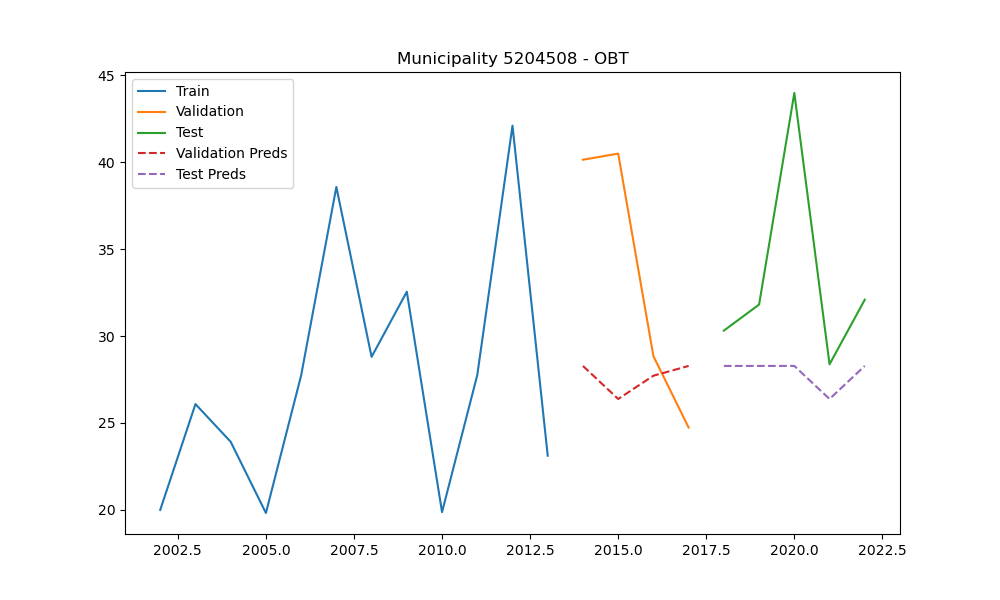 Municipality 5204508 - OBT
45
40
35
30
25
20
Train
Validation
Test
Validation Preds
Test Preds
2002.5 2005.0 2007.5 2010.0 2012.5 2015.0 2017.5 2020.0 2022.5